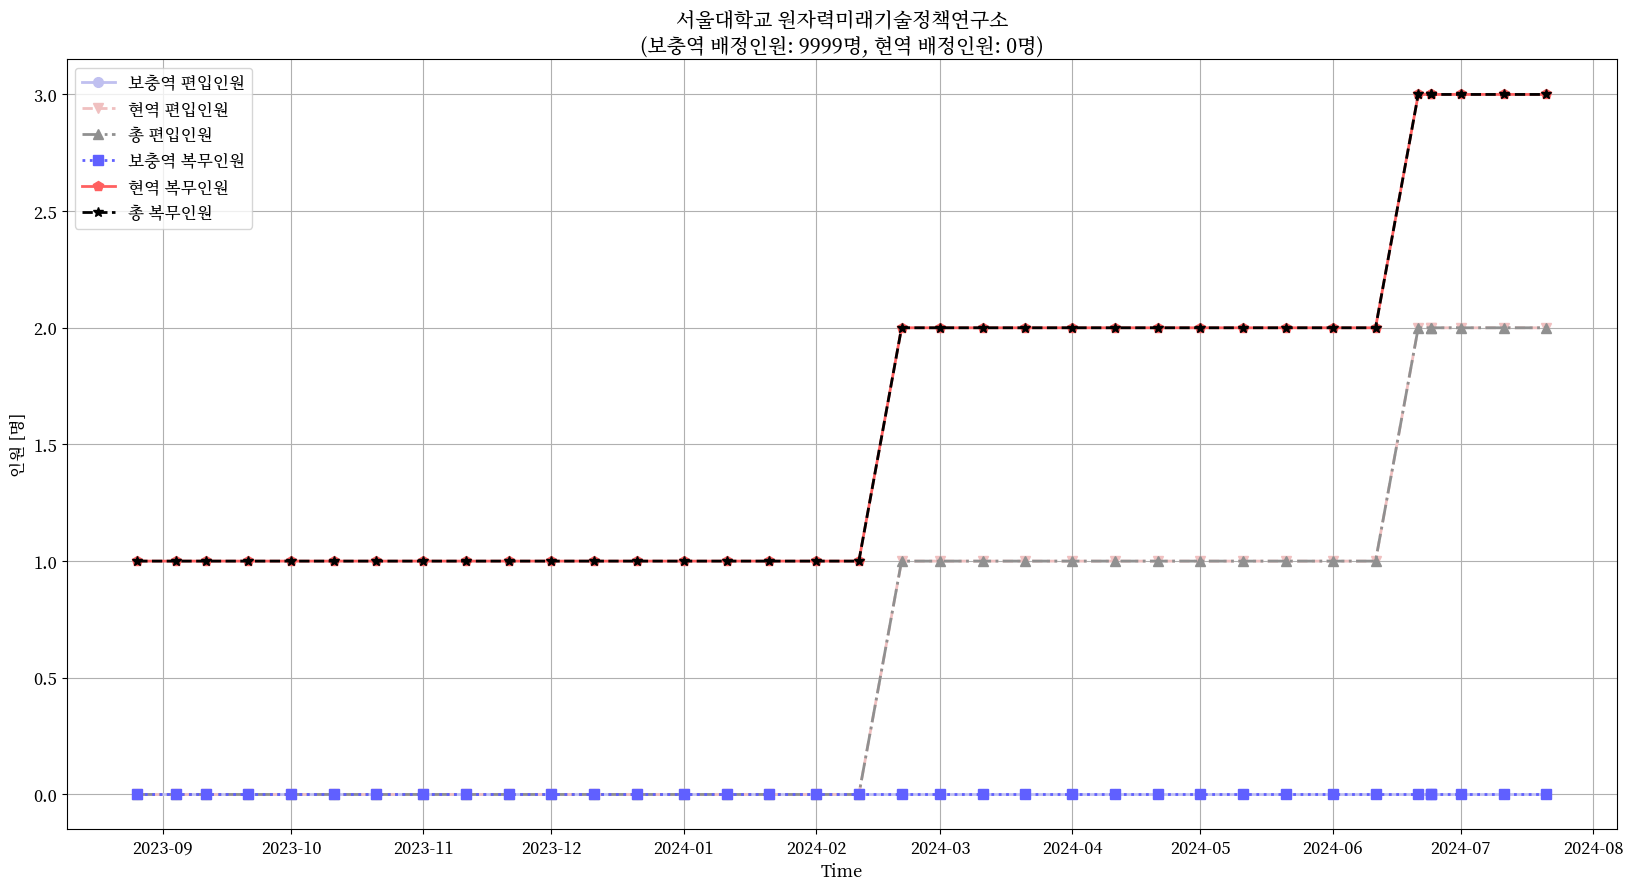 서울대학교 원자력미래기술정책연구소
(보충역 배정인원: 9999명, 현역 배정인원: 0명)
보충역 편입인원
현역 편입인원
총 편입인원
보충역 복무인원
현역 복무인원
총 복무인원
3.0
2.5
2.0
1.5
1.0
0.5
0.0
인원 [명]
2023-09 2023-10 2023-11 2023-12 2024-01 2024-02 2024-03 2024-04 2024-05 2024-06 2024-07 2024-08
Time